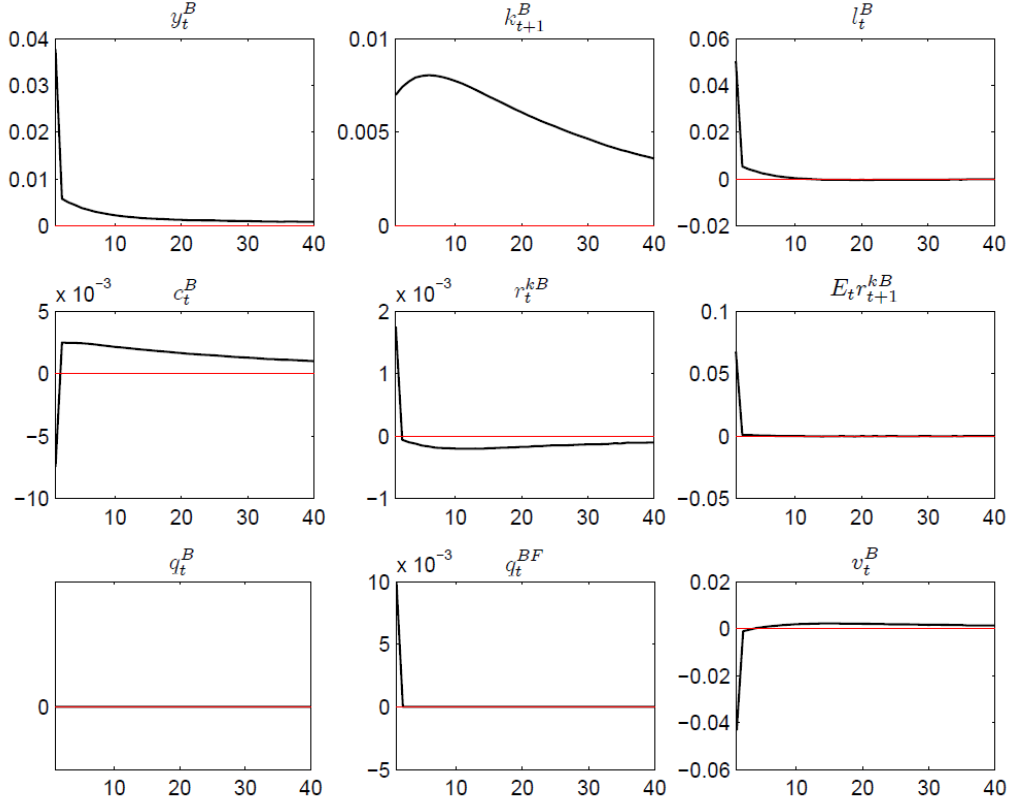 y_t^B k_{t+1}^B l_t^B
0.04 0.03 0.02 0.01 0
10 20 30 40
0.01 0.005 0
10 20 30 40
0.06 0.04 0.02 0 −0.02
10 20 30 40
c_t^B r_t^{kB} E_t r_{t+1}^{kB}
x 10^{−3}
5 0 −5 −10
10 20 30 40
x 10^{−3}
2 1 0 −1
10 20 30 40
0.1 0.05 0 −0.05
10 20 30 40
q_t^B q_t^{BF} v_t^B
0
10 20 30 40
x 10^{−3}
10 5 0 −5
10 20 30 40
0.02 0 −0.02 −0.04 −0.06
10 20 30 40